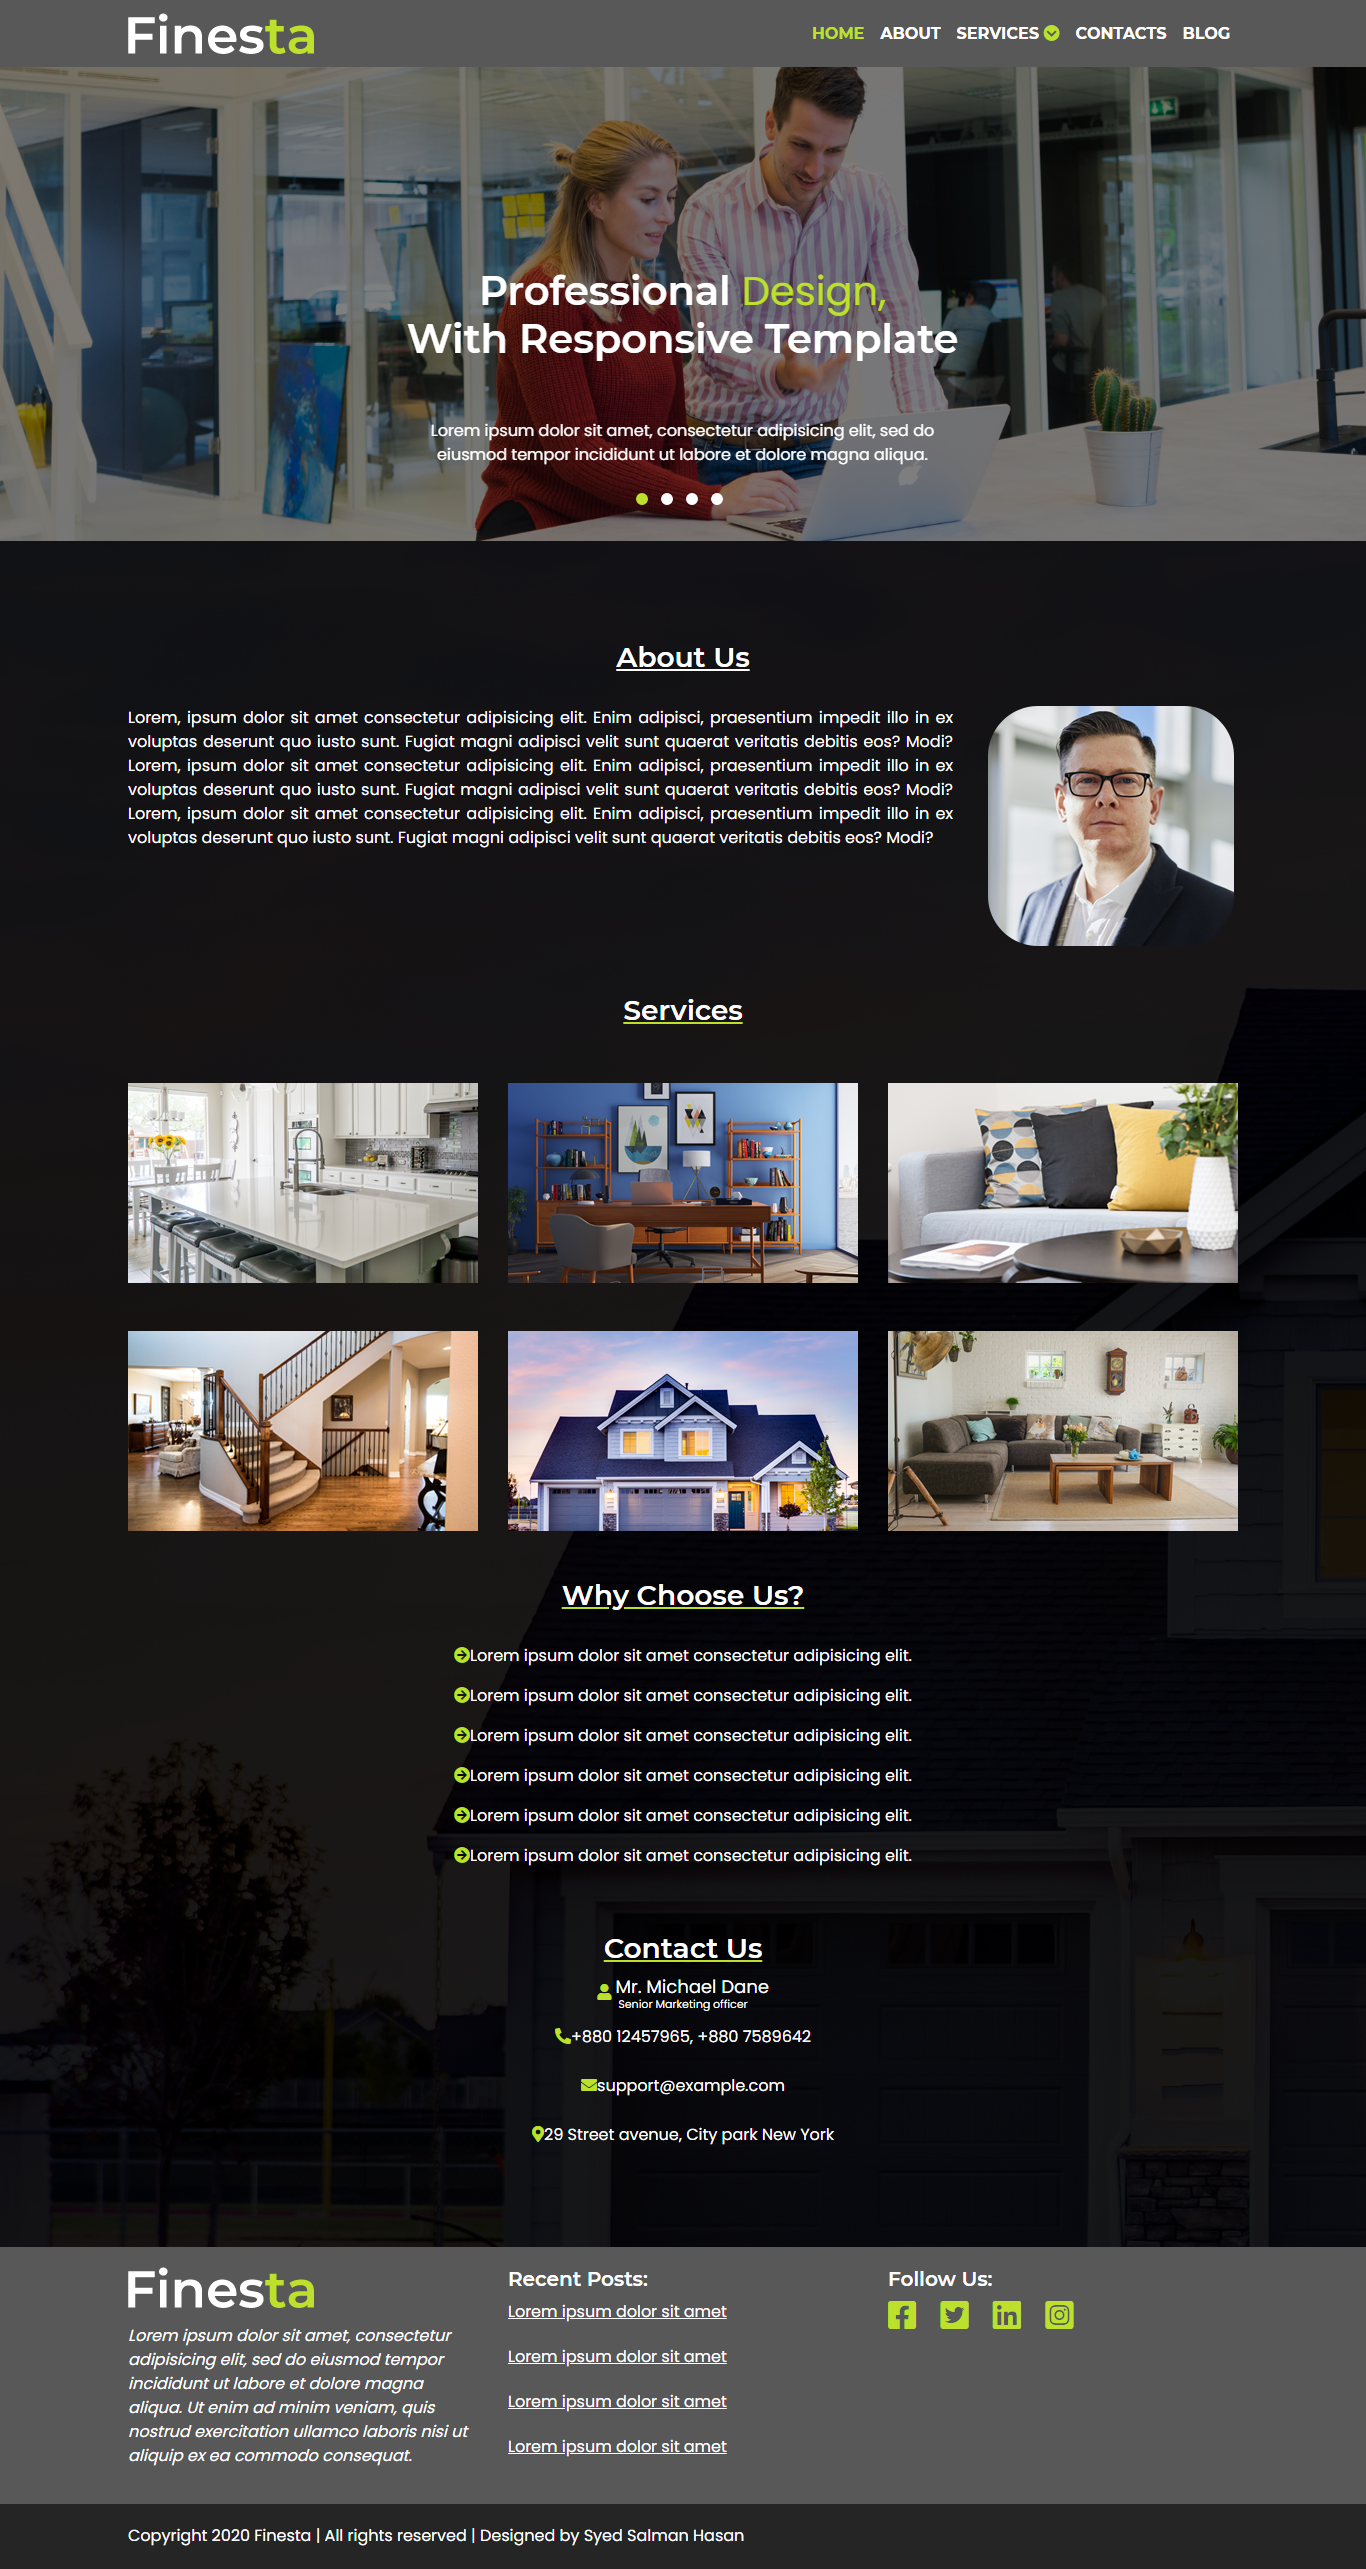 Finesta
HOME ABOUT SERVICES CONTACTS BLOG
Professional Design,
With Responsive Template
Lorem ipsum dolor sit amet, consectetur adipisicing elit, sed do
eiusmod tempor incididunt ut labore et dolore magna aliqua.
About Us
Lorem, ipsum dolor sit amet consectetur adipisicing elit. Enim adipisci, praesentium impedit illo in ex
voluptas deserunt quo iusto sunt. Fugiat magni adipisci velit sunt quaerat veritatis debitis eos? Modi?
Lorem, ipsum dolor sit amet consectetur adipisicing elit. Enim adipisci, praesentium impedit illo in ex
voluptas deserunt quo iusto sunt. Fugiat magni adipisci velit sunt quaerat veritatis debitis eos? Modi?
Lorem, ipsum dolor sit amet consectetur adipisicing elit. Enim adipisci, praesentium impedit illo in ex
voluptas deserunt quo iusto sunt. Fugiat magni adipisci velit sunt quaerat veritatis debitis eos? Modi?
Services
Why Choose Us?
Lorem ipsum dolor sit amet consectetur adipisicing elit.
Lorem ipsum dolor sit amet consectetur adipisicing elit.
Lorem ipsum dolor sit amet consectetur adipisicing elit.
Lorem ipsum dolor sit amet consectetur adipisicing elit.
Lorem ipsum dolor sit amet consectetur adipisicing elit.
Lorem ipsum dolor sit amet consectetur adipisicing elit.
Contact Us
Mr. Michael Dane
Senior Marketing officer
+880 12457965, +880 7589642
support@example.com
29 Street avenue, City park New York
Finesta
Lorem ipsum dolor sit amet, consectetur
adipisicing elit, sed do eiusmod tempor
incididunt ut labore et dolore magna
aliqua. Ut enim ad minim veniam, quis
nostrud exercitation ullamco laboris nisi ut
aliquip ex ea commodo consequat.
Recent Posts:
Lorem ipsum dolor sit amet
Lorem ipsum dolor sit amet
Lorem ipsum dolor sit amet
Lorem ipsum dolor sit amet
Follow Us:
Copyright 2020 Finesta | All rights reserved | Designed by Syed Salman Hasan